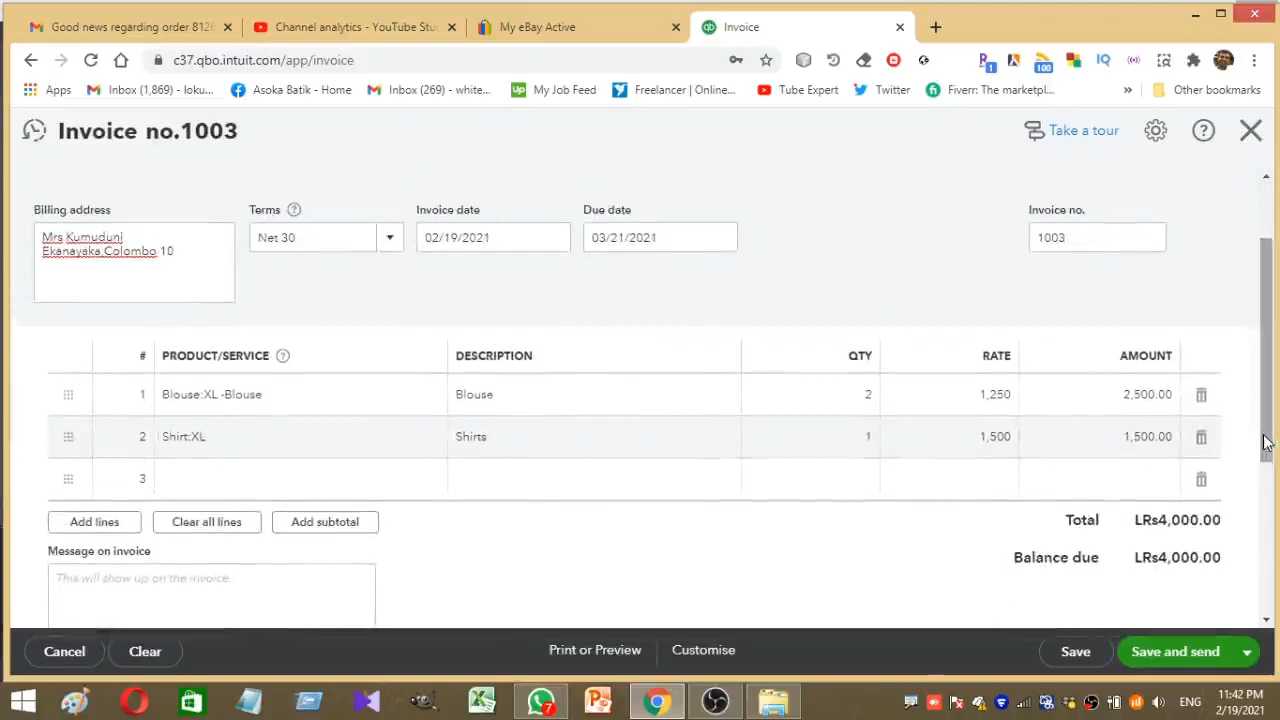 Good news regarding order 8126
Channel analytics - YouTube Stu
My eBay Active
Invoice
c37.qbo.intuit.com/app/invoice
1
100
IQ
Apps
Inbox (1,869) - loku...
Asoka Batik - Home
Inbox (269) - white...
My Job Feed
Freelancer | Online...
Tube Expert
Twitter
Fiverr: The marketpl...
Other bookmarks
Invoice no.1003
Take a tour
Billing address
Terms
Invoice date
Due date
Invoice no.
Mrs Kumuduni
Ekanayaka Colombo 10
Net 30
02/19/2021
03/21/2021
1003
# PRODUCT/SERVICE DESCRIPTION QTY RATE AMOUNT
1 Blouse:XL -Blouse Blouse 2 1,250 2,500.00
2 Shirt:XL Shirts 1 1,500 1,500.00
3
Add lines
Clear all lines
Add subtotal
Total LRs4,000.00
Message on invoice
Balance due LRs4,000.00
This will show up on the invoice.
Cancel
Clear
Print or Preview
Customise
Save
Save and send
7
ENG
11:42 PM
2/19/2021